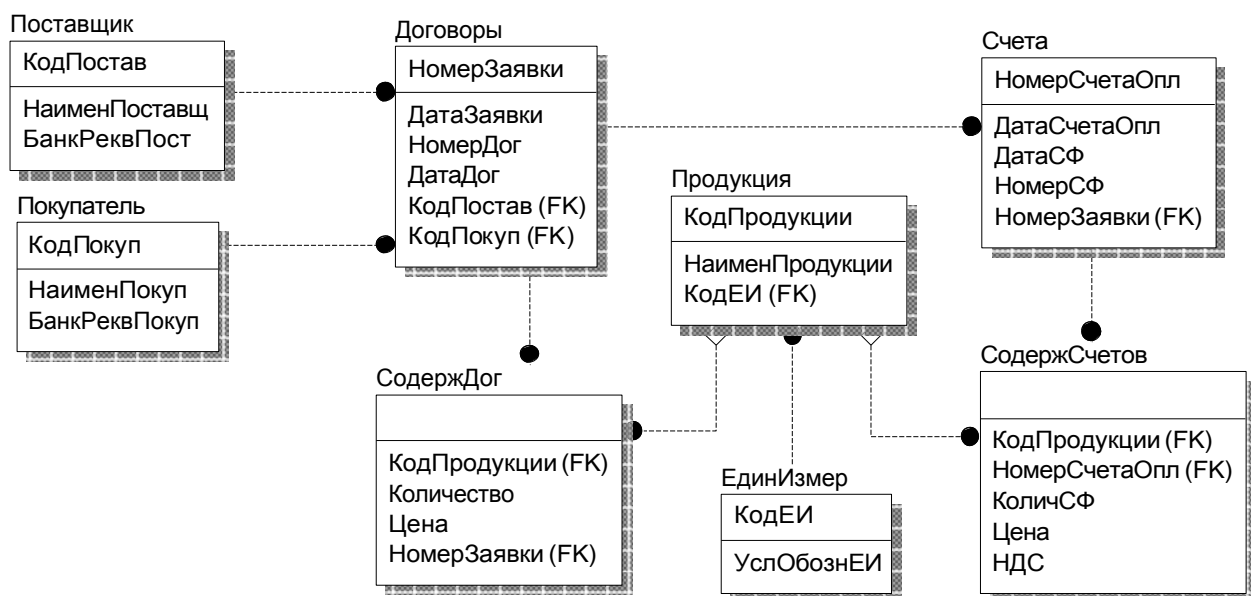 Поставщик
КодПостав
НаименПоставщ
БанкРеквПост
Договоры
НомерЗаявки
ДатаЗаявки
НомерДог
ДатаДог
КодПостав (FK)
КодПокуп (FK)
Счета
НомерСчетаОпл
ДатаСчетаОпл
ДатаСФ
НомерСФ
НомерЗаявки (FK)
Покупатель
КодПокуп
НаименПокуп
БанкРеквПокуп
Продукция
КодПродукции
НаименПродукции
КодЕИ (FK)
СодержДог
КодПродукции (FK)
Количество
Цена
НомерЗаявки (FK)
ЕдинИзмер
КодЕИ
УслОбознЕИ
СодержСчетов
КодПродукции (FK)
НомерСчетаОпл (FK)
КоличСФ
Цена
НДС